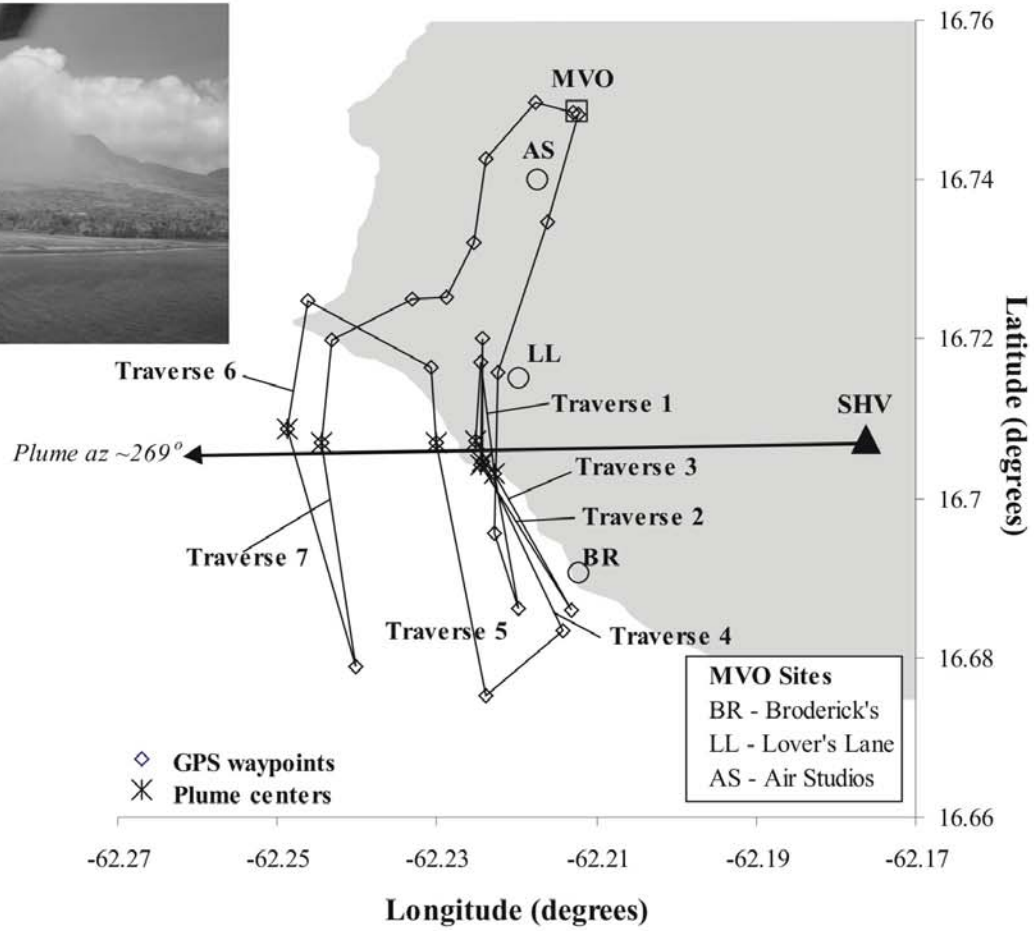 16.76
MVO
AS
16.74
16.72
LL
Traverse 6
Traverse 1
SHV
Plume az ~269°
Traverse 3
16.7
Traverse 2
BR
Traverse 7
Traverse 5
Traverse 4
16.68
MVO Sites
BR - Broderick's
LL - Lover's Lane
AS - Air Studios
GPS waypoints
Plume centers
16.66
-62.27
-62.25
-62.23
-62.21
-62.19
-62.17
Longitude (degrees)
Latitude (degrees)